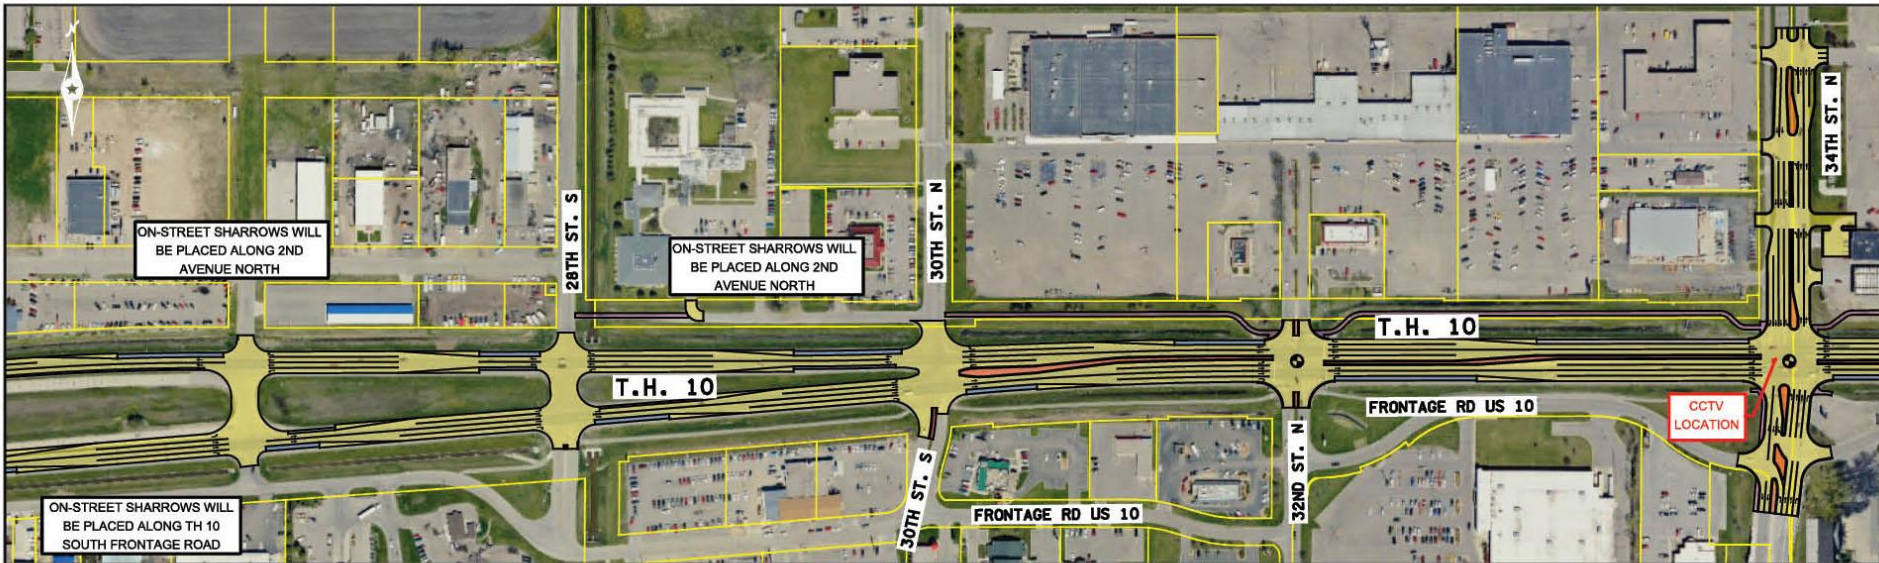 N
ON-STREET SHARROWS WILL
BE PLACED ALONG 2ND
AVENUE NORTH
28TH ST. S
ON-STREET SHARROWS WILL
BE PLACED ALONG 2ND
AVENUE NORTH
30TH ST. N
34TH ST. N
T.H. 10
T.H. 10
FRONTAGE RD US 10
CCTV
LOCATION
ON-STREET SHARROWS WILL
BE PLACED ALONG TH 10
SOUTH FRONTAGE ROAD
30TH ST. S
FRONTAGE RD US 10
32ND ST. N